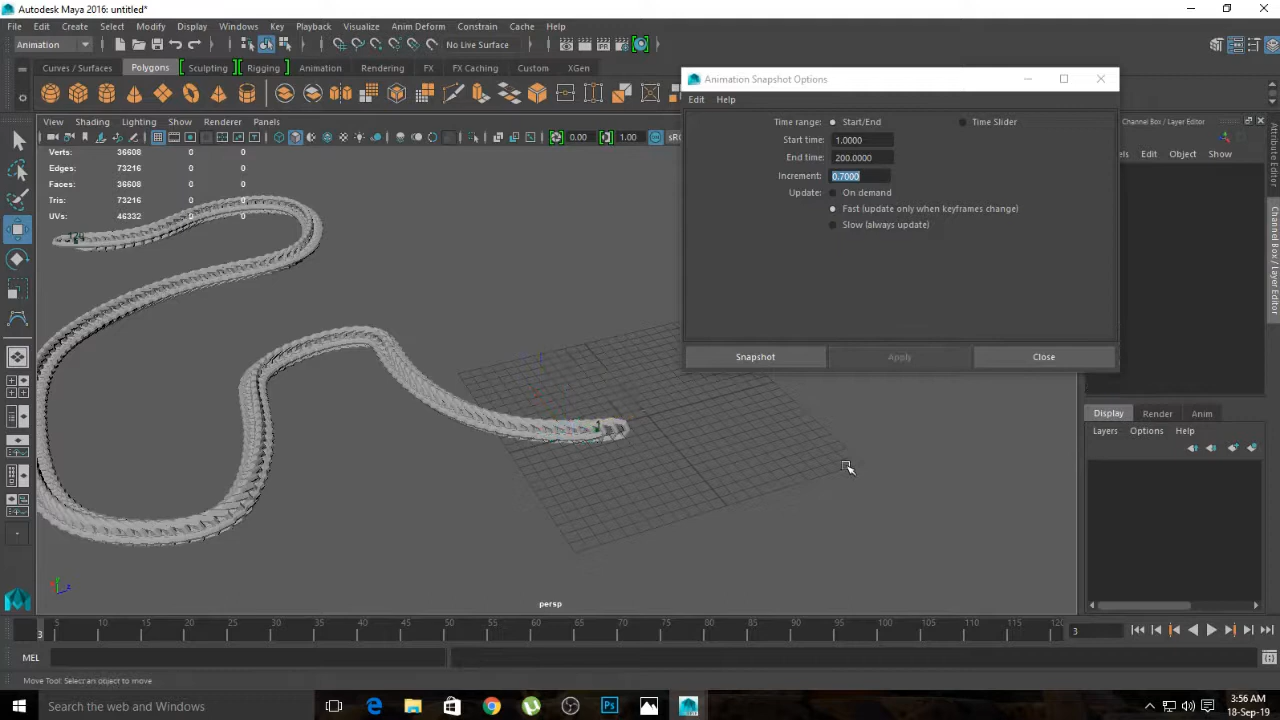 Autodesk Maya 2016: untitled*
File Edit Create Select Modify Display Windows Key Playback Visualize Anim Deform Constrain Cache Help
Animation No Live Surface
Curves / Surfaces Polygons Sculpting Rigging Animation Rendering FX FX Caching Custom XGen
View Shading Lighting Show Renderer Panels
0.00 1.00
Verts: 36608 0 0
Edges: 73216 0 0
Faces: 36608 0 0
Tris: 73216 0 0
UVs: 46332 0 0
Animation Snapshot Options
Edit Help
Time range: Start/End Time Slider
Start time: 1.0000
End time: 200.0000
Increment: 0.7000
Update: On demand
Fast (update only when keyframes change)
Slow (always update)
Snapshot Apply Close
Channel Box / Layer Editor
Edit Object Show
Attribute Editor
Channel Box / Layer Editor
Display Render Anim
Layers Options Help
persp
3 5 10 15 20 25 30 35 40 45 50 55 60 65 70 75 80 85 90 95 100 105 110 115 120
3
MEL
Move Tool: Select an object to move
Search the web and Windows
3:56 AM
18-Sep-19